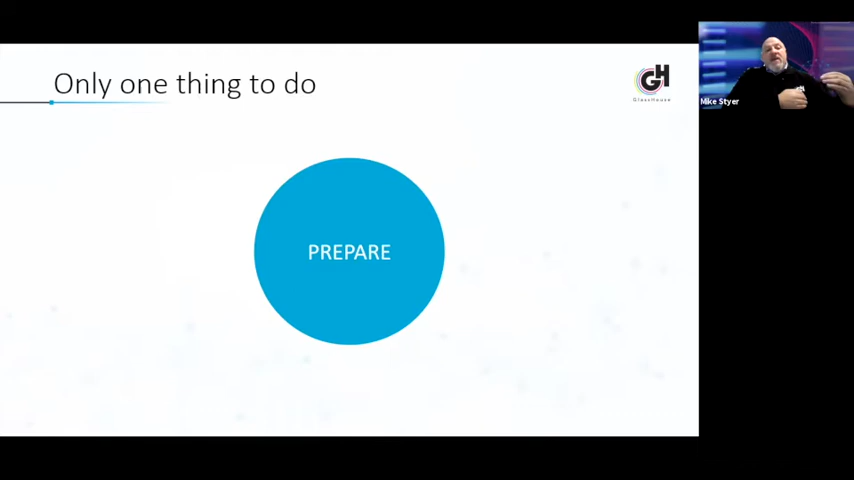 Only one thing to do
GH
GlassHouse
Mike Styer
PREPARE